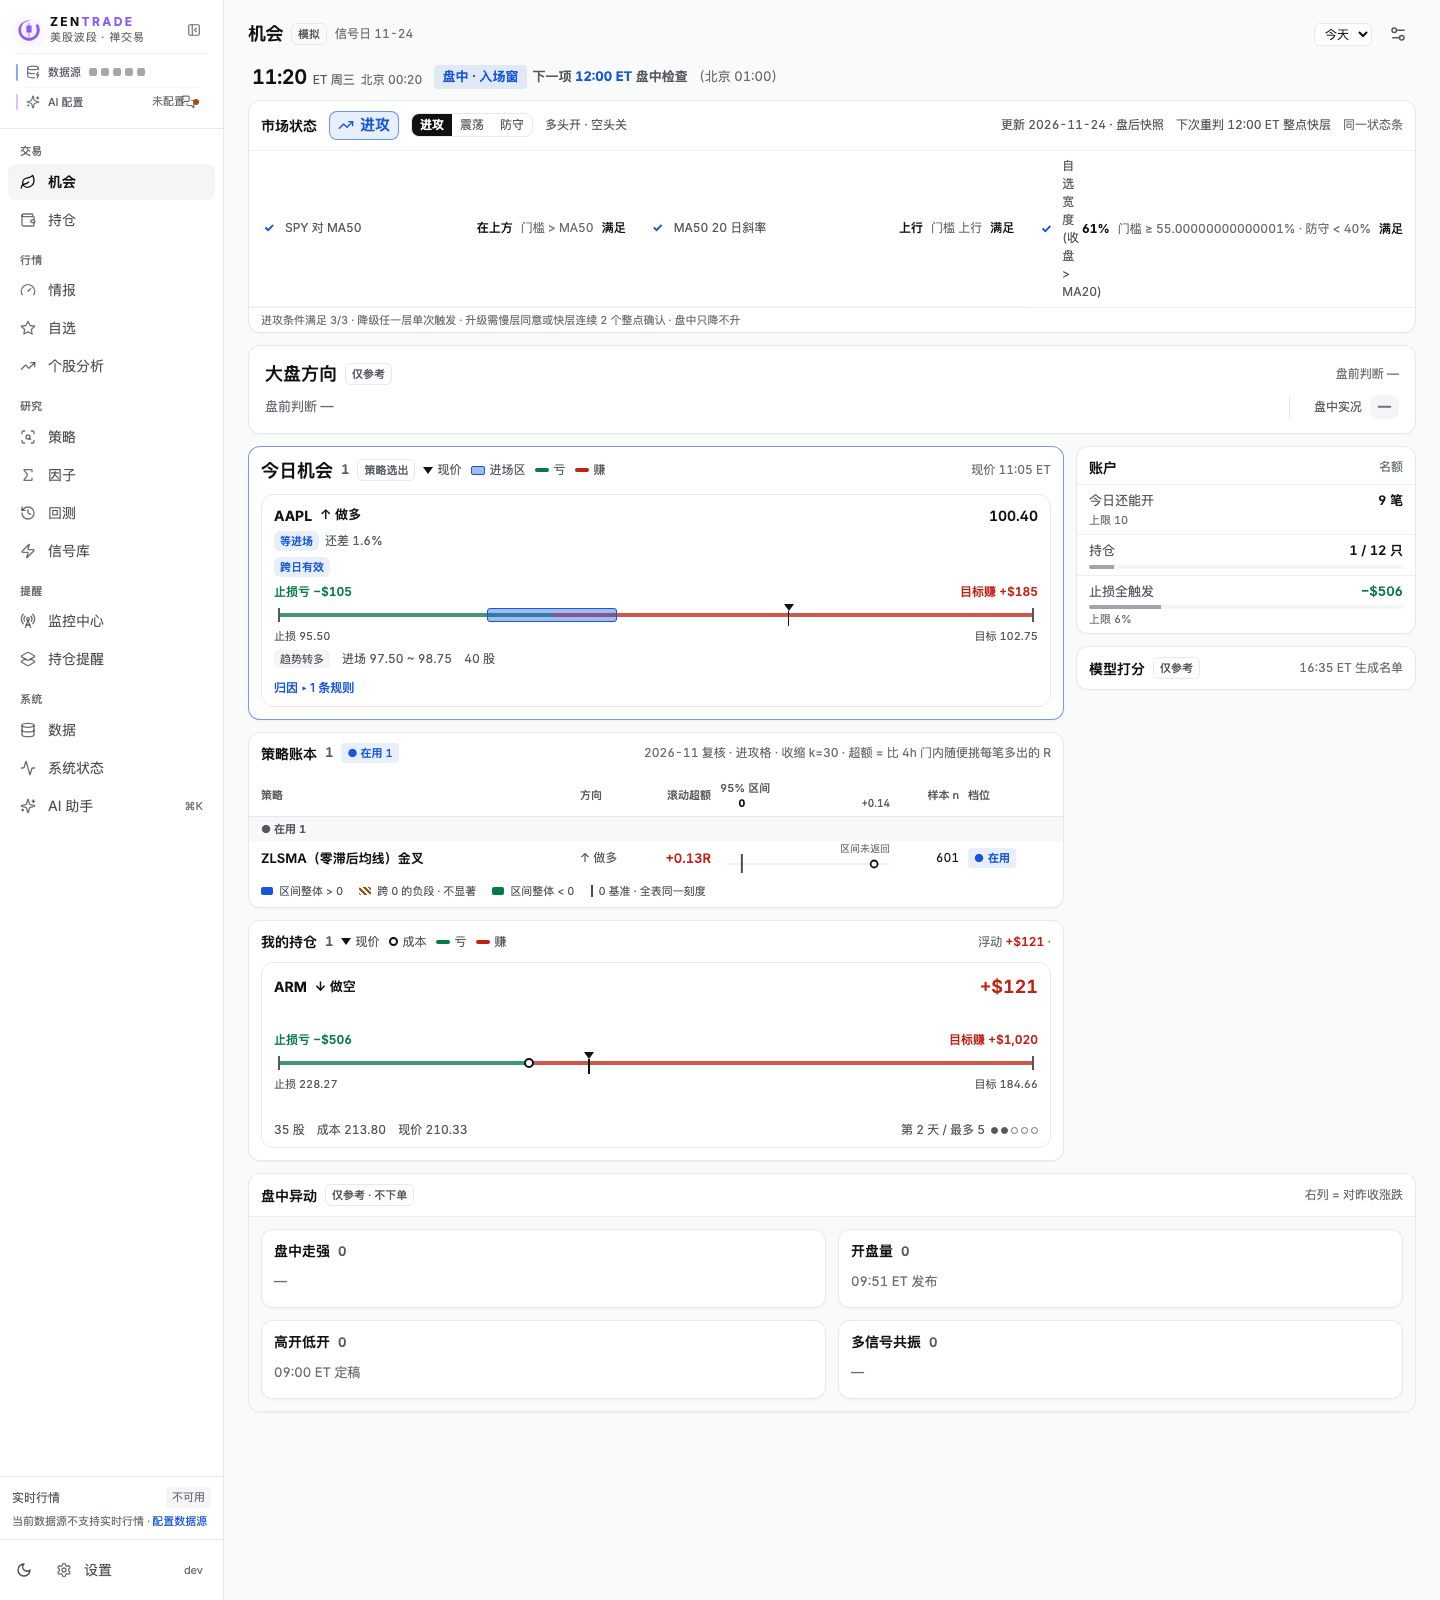 ZENTRADE
美股波段 · 禅交易
数据源
AI 配置 未配置
交易
机会
持仓
行情
情报
自选
个股分析
研究
策略
因子
回测
信号库
提醒
监控中心
持仓提醒
系统
数据
系统状态
AI 助手 ⌘K
实时行情 不可用
当前数据源不支持实时行情 · 配置数据源
设置 dev
机会 模拟 信号日 11-24 今天
11:20 ET 周三 北京 00:20 盘中 · 入场窗 下一项 12:00 ET 盘中检查 (北京 01:00)
市场状态 进攻 进攻 震荡 防守 多头开 · 空头关 更新 2026-11-24 · 盘后快照 下次重判 12:00 ET 整点快层 同一状态条
SPY 对 MA50 在上方 门槛 > MA50 满足
MA50 20 日斜率 上行 门槛 上行 满足
自
选
宽
度
(收
盘
>
MA20)
61% 门槛 ≥ 55.00000000000001% · 防守 < 40% 满足
进攻条件满足 3/3 · 降级任一层单次触发 · 升级需慢层同意或快层连续 2 个整点确认 · 盘中只降不升
大盘方向 仅参考 盘前判断 —
盘前判断 — 盘中实况 —
今日机会 1 策略选出 现价 进场区 亏 赚 现价 11:05 ET
AAPL ↑ 做多 100.40
等进场 还差 1.6%
跨日有效
止损亏 −$105 目标赚 +$185
止损 95.50 目标 102.75
趋势转多 进场 97.50 ~ 98.75 40 股
归因 ▸ 1 条规则
账户 名额
今日还能开 9 笔
上限 10
持仓 1 / 12 只
止损全触发 −$506
上限 6%
模型打分 仅参考 16:35 ET 生成名单
策略账本 1 在用 1 2026-11 复核 · 进攻格 · 收缩 k=30 · 超额 = 比 4h 门内随便挑每笔多出的 R
策略 方向 滚动超额 95% 区间 样本 n 档位
0 +0.14
在用 1
ZLSMA（零滞后均线）金叉 ↑ 做多 +0.13R 区间未返回 601 在用
区间整体 > 0 跨 0 的负段 · 不显著 区间整体 < 0 0 基准 · 全表同一刻度
我的持仓 1 现价 成本 亏 赚 浮动 +$121 ·
ARM ↓ 做空 +$121
止损亏 −$506 目标赚 +$1,020
止损 228.27 目标 184.66
35 股 成本 213.80 现价 210.33 第 2 天 / 最多 5
盘中异动 仅参考 · 不下单 右列 = 对昨收涨跌
盘中走强 0
—
开盘量 0
09:51 ET 发布
高开低开 0
09:00 ET 定稿
多信号共振 0
—